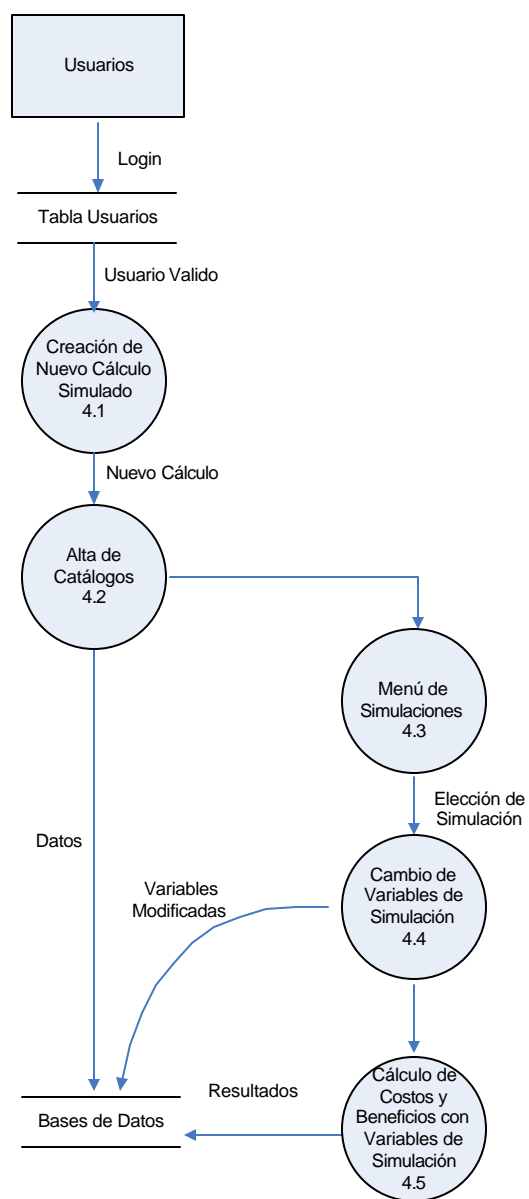 Usuarios
Login
Tabla Usuarios
Usuario Valido
Creación de
Nuevo Cálculo
Simulado
4.1
Nuevo Cálculo
Alta de
Catálogos
4.2
Menú de
Simulaciones
4.3
Elección de
Simulación
Datos
Variables
Modificadas
Cambio de
Variables de
Simulación
4.4
Resultados
Bases de Datos
Cálculo de
Costos y
Beneficios con
Variables de
Simulación
4.5